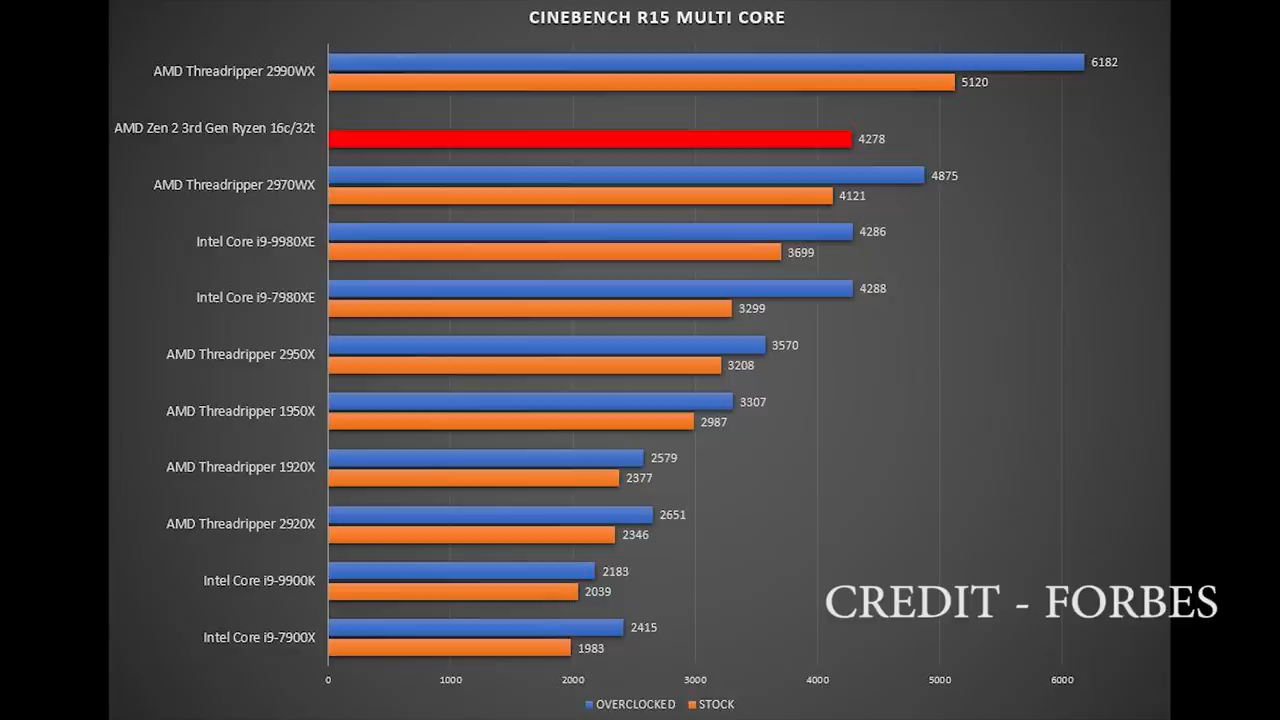 CINEBENCH R15 MULTI CORE
AMD Threadripper 2990WX
6182
5120
AMD Zen 2 3rd Gen Ryzen 16c/32t
4278
AMD Threadripper 2970WX
4875
4121
Intel Core i9-9980XE
4286
3699
Intel Core i9-7980XE
4288
3299
AMD Threadripper 2950X
3570
3208
AMD Threadripper 1950X
3307
2987
AMD Threadripper 1920X
2579
2377
AMD Threadripper 2920X
2651
2346
Intel Core i9-9900K
2183
2039
Intel Core i9-7900X
2415
1983
CREDIT - FORBES
0 1000 2000 3000 4000 5000 6000
OVERCLOCKED STOCK